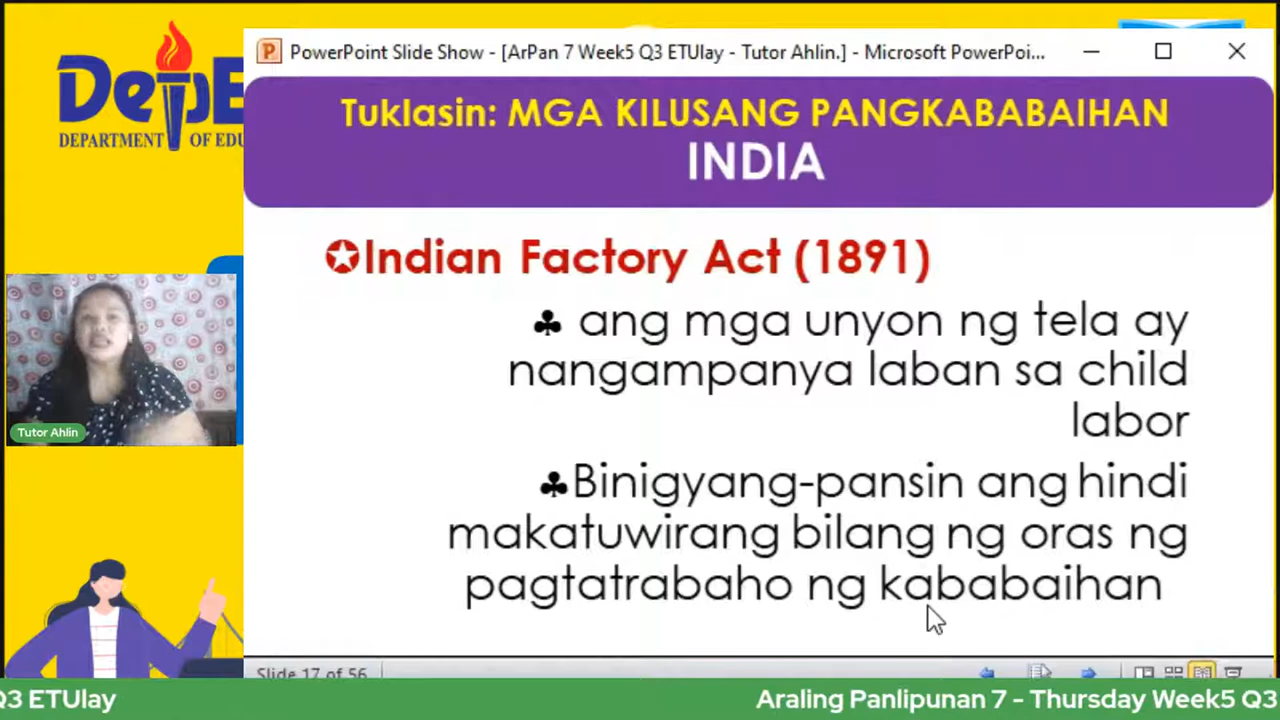 PowerPoint Slide Show - [ArPan 7 Week5 Q3 ETUlay - Tutor Ahlin.] - Microsoft PowerPoi...
DepE
DEPARTMENT OF EDU
Tuklasin: MGA KILUSANG PANGKABABAIHAN
INDIA
Indian Factory Act (1891)
♣ ang mga unyon ng tela ay
nangampanya laban sa child
labor
♣Binigyang-pansin ang hindi
makatuwirang bilang ng oras ng
pagtatrabaho ng kababaihan
Tutor Ahlin
Slide 17 of 56
Q3 ETUlay
Araling Panlipunan 7 - Thursday Week5 Q3